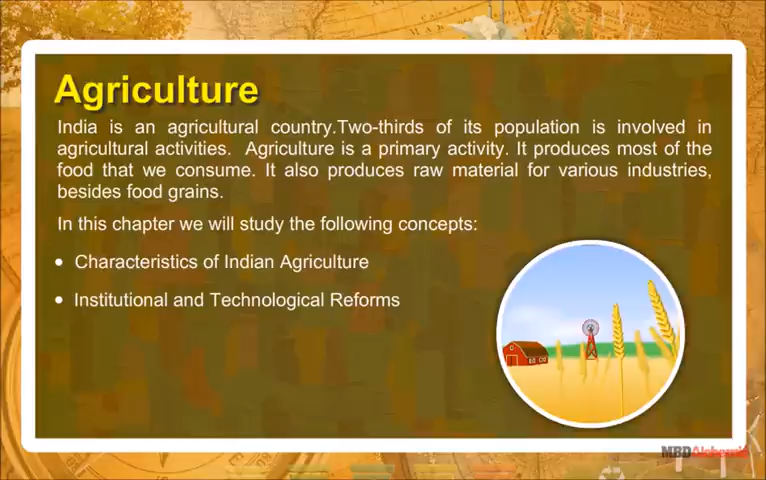 Agriculture
India is an agricultural country.Two-thirds of its population is involved in
agricultural activities. Agriculture is a primary activity. It produces most of the
food that we consume. It also produces raw material for various industries,
besides food grains.
In this chapter we will study the following concepts:
• Characteristics of Indian Agriculture
• Institutional and Technological Reforms